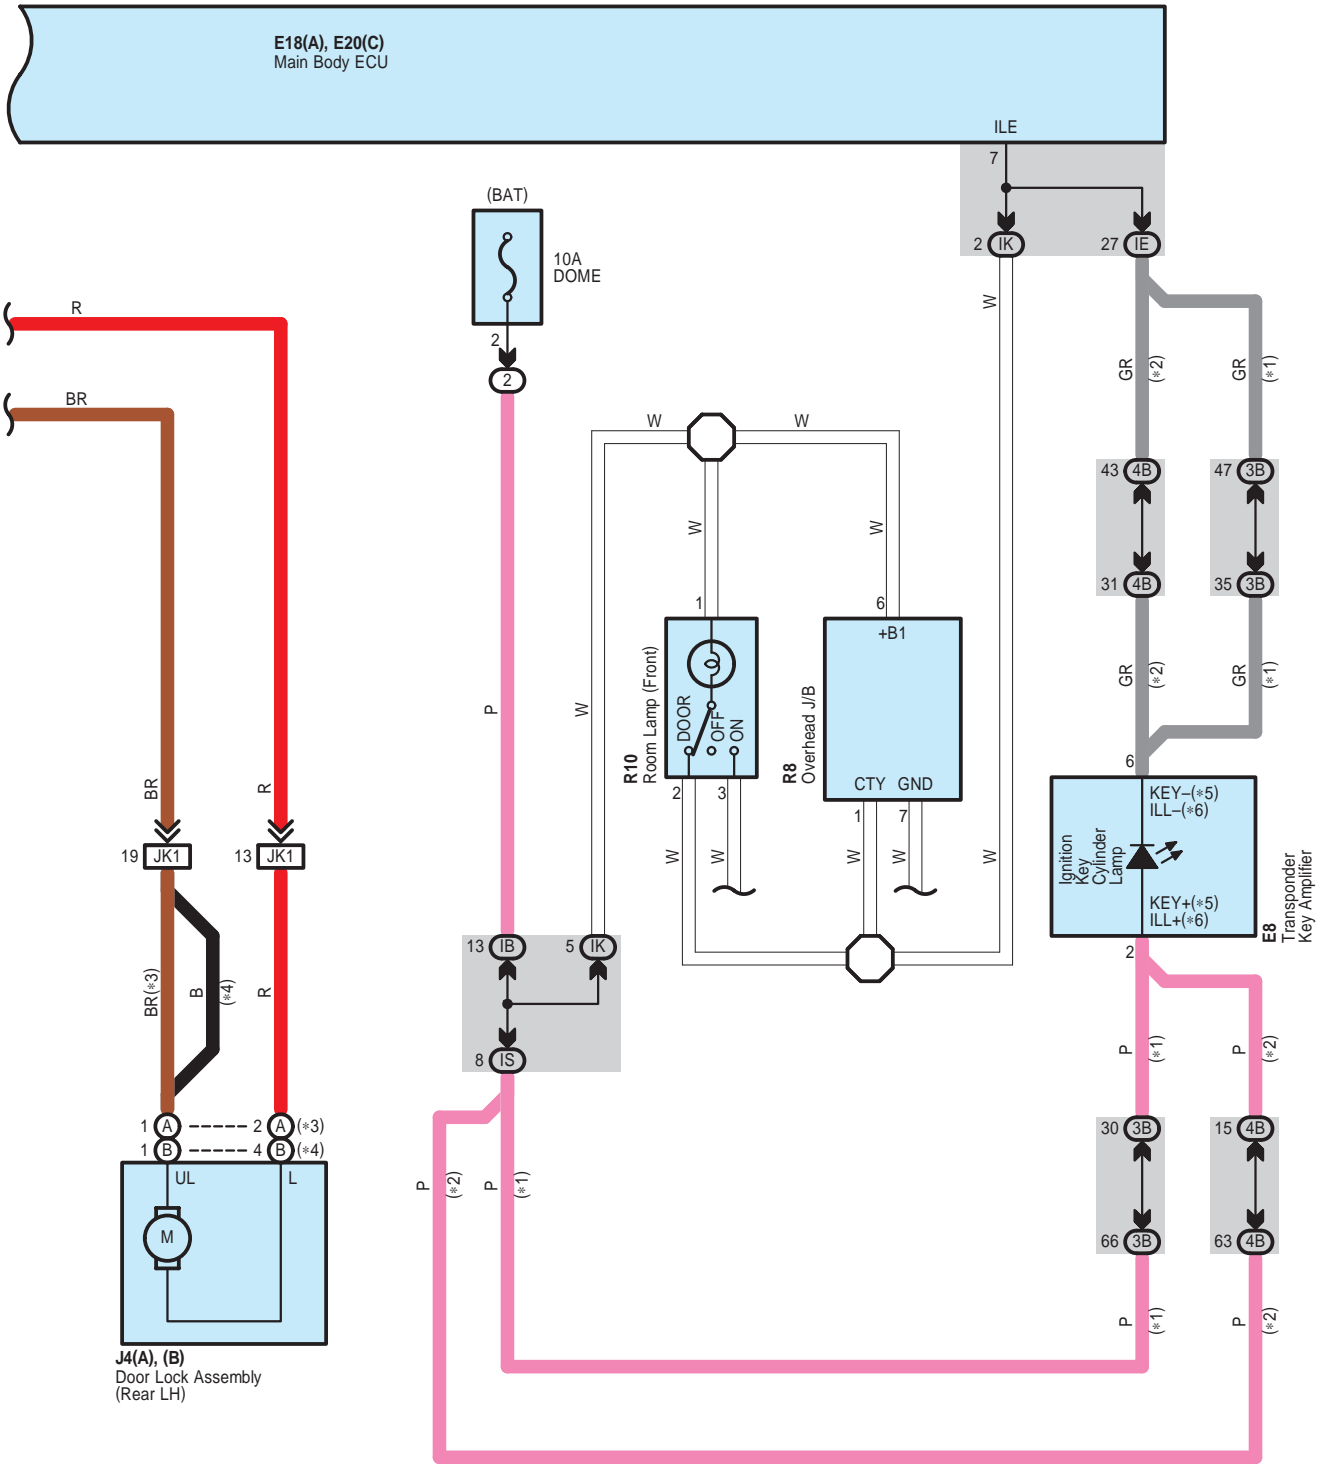 E18(A), E20(C)
Main Body ECU
ILE
7
2 IK
27 IE
(BAT)
10A
DOME
2
2
R
BR
W
W
W
GR
(∗2)
GR
(∗1)
43 4B
47 3B
31 4B
35 3B
W
W
1
6
+B1
DOOR
OFF
ON
R10
Room Lamp (Front)
R8
Overhead J/B
CTY GND
2
3
1
7
W
W
W
W
W
P
W
GR
(∗2)
GR
(∗1)
6
KEY–(∗5)
ILL–(∗6)
Ignition
Key
Cylinder
Lamp
KEY+(∗5)
ILL+(∗6)
E8
Transponder
Key Amplifier
2
BR
R
19 JK1
13 JK1
BR(∗3)
B
(∗4)
R
13 IB
5 IK
8 IS
P
(∗1)
P
(∗2)
1 A
2 A (∗3)
1 B
4 B (∗4)
UL
L
M
J4(A), (B)
Door Lock Assembly
(Rear LH)
P
(∗2)
P
(∗1)
30 3B
15 4B
66 3B
63 4B
P
(∗1)
P
(∗2)